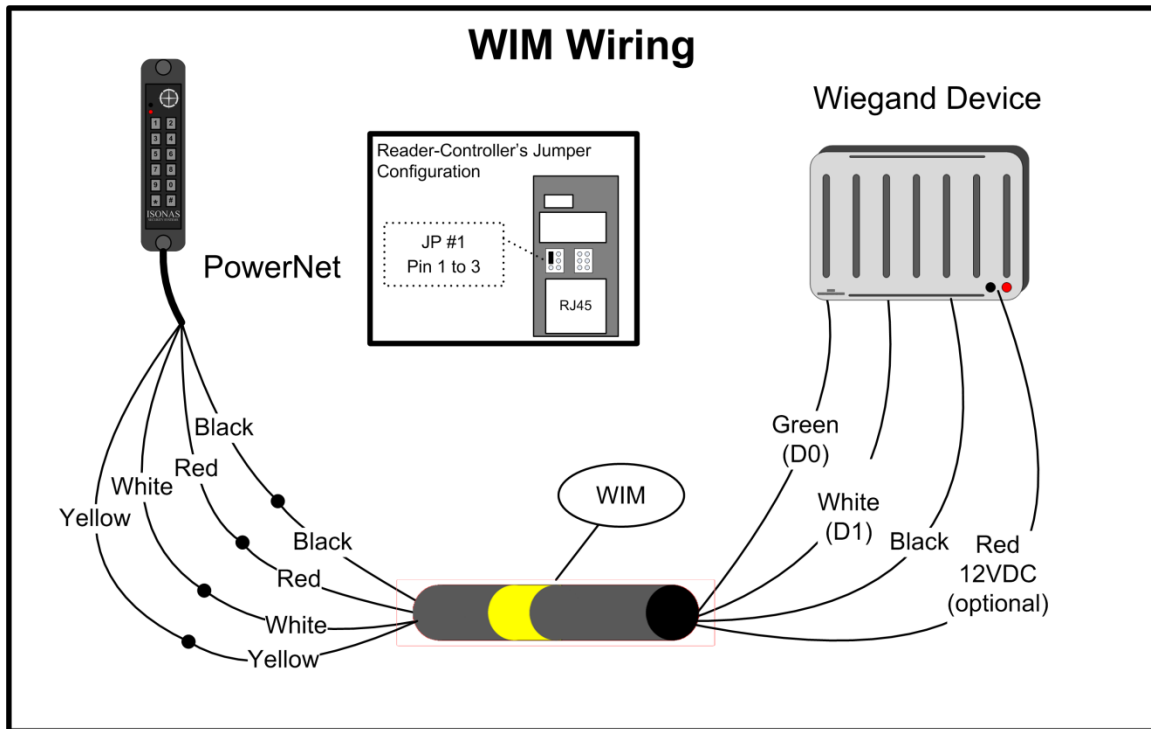 WIM Wiring
1 2
3 4
5 6
7 8
9 0
* #
ISONAS
PowerNet
Reader-Controller's Jumper
Configuration
JP #1
Pin 1 to 3
RJ45
Wiegand Device
Black
Red
White
Yellow
Black
Red
White
Yellow
WIM
Green
(D0)
White
(D1)
Black
Red
12VDC
(optional)